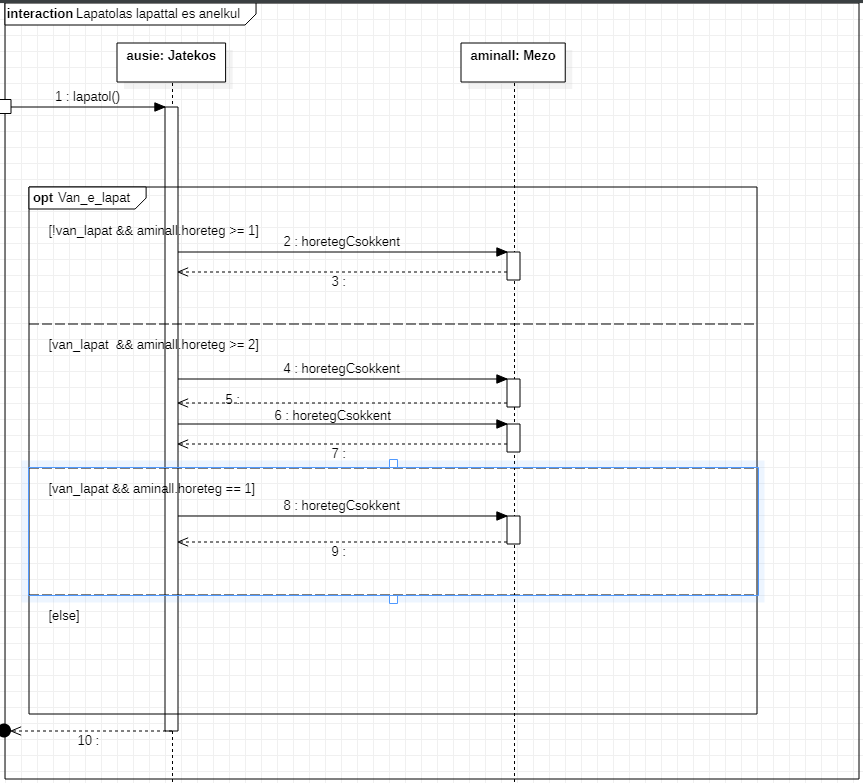 interaction Lapatolas lapattal es anelkul
ausie: Jatekos
aminall: Mezo
1 : lapatol()
opt Van_e_lapat
[!van_lapat && aminall.horeteg >= 1]
2 : horetegCsokkent
3 :
[van_lapat && aminall.horeteg >= 2]
4 : horetegCsokkent
5 :
6 : horetegCsokkent
7 :
[van_lapat && aminall.horeteg == 1]
8 : horetegCsokkent
9 :
[else]
10 :